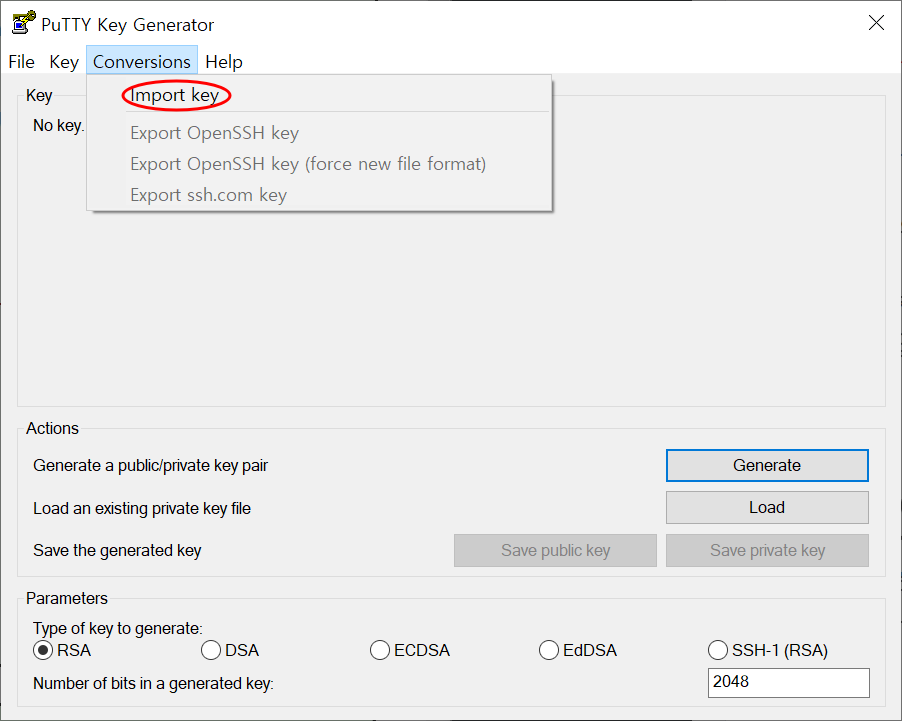 PuTTY Key Generator
File Key Conversions Help
Import key
Export OpenSSH key
Export OpenSSH key (force new file format)
Export ssh.com key
Key
No key.
Actions
Generate a public/private key pair
Generate
Load an existing private key file
Load
Save the generated key
Save public key
Save private key
Parameters
Type of key to generate:
RSA DSA ECDSA EdDSA SSH-1 (RSA)
Number of bits in a generated key:
2048